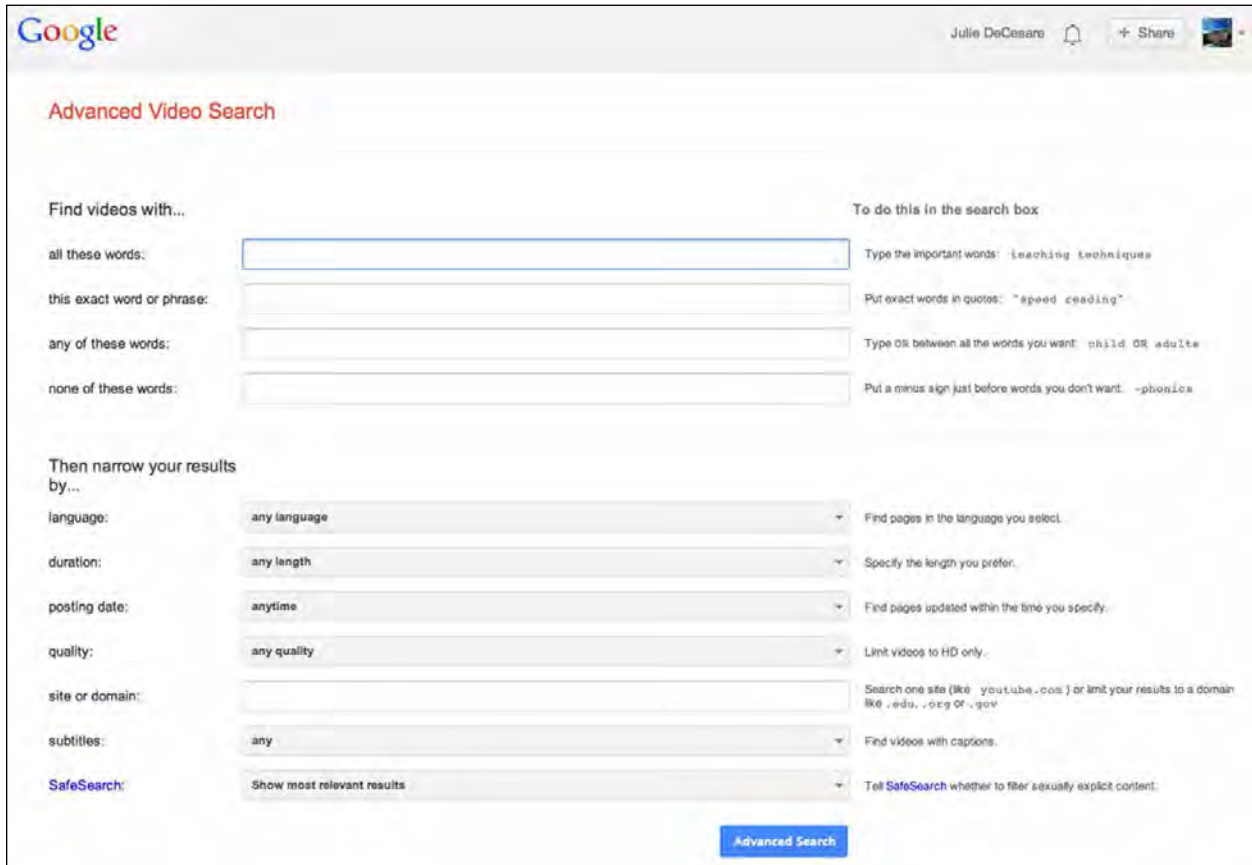 Google
Julie DeCesare
+ Share
Advanced Video Search
Find videos with...
To do this in the search box
all these words:
Type the important words: teaching techniques
this exact word or phrase:
Put exact words in quotes: "speed reading"
any of these words:
Type OR between all the words you want: child OR adults
none of these words:
Put a minus sign just before words you don't want: -phonics
Then narrow your results
by...
language:
any language
Find pages in the language you select.
duration:
any length
Specify the length you prefer.
posting date:
anytime
Find pages updated within the time you specify.
quality:
any quality
Limit videos to HD only.
site or domain:
Search one site (like youtube.com ) or limit your results to a domain
like .edu, .org or .gov
subtitles:
any
Find videos with captions.
SafeSearch:
Show most relevant results
Tell SafeSearch whether to filter sexually explicit content.
Advanced Search